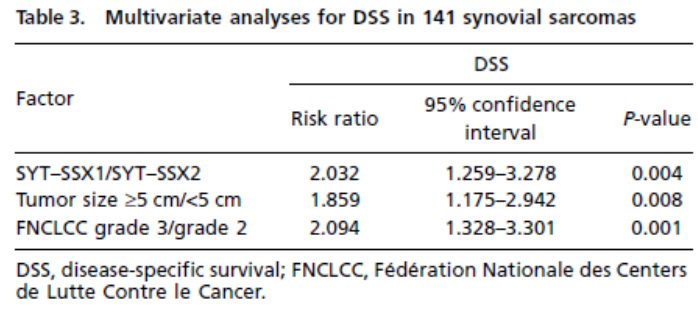 Table 3. Multivariate analyses for DSS in 141 synovial sarcomas
DSS
Factor
Risk ratio 95% confidence interval P-value
SYT–SSX1/SYT–SSX2 2.032 1.259–3.278 0.004
Tumor size ≥5 cm/<5 cm 1.859 1.175–2.942 0.008
FNCLCC grade 3/grade 2 2.094 1.328–3.301 0.001
DSS, disease-specific survival; FNCLCC, Fédération Nationale des Centers
de Lutte Contre le Cancer.